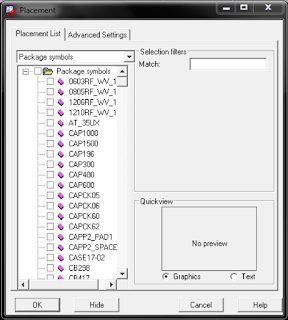 Placement
Placement List
Advanced Settings
Package symbols
Selection filters
Match:
Package symbols
0603RF_WV_1
0805RF_WV_1
1206RF_WV_1
1210RF_WV_1
AT_35UX
CAP1000
CAP1500
CAP196
CAP300
CAP400
CAP600
CAPCK05
CAPCK06
CAPCK60
CAPCK62
CAPP2_PAD1
CAPP2_SPACE
CASE17-02
CB298
CB417
Quickview
No preview
Graphics
Text
OK
Hide
Cancel
Help